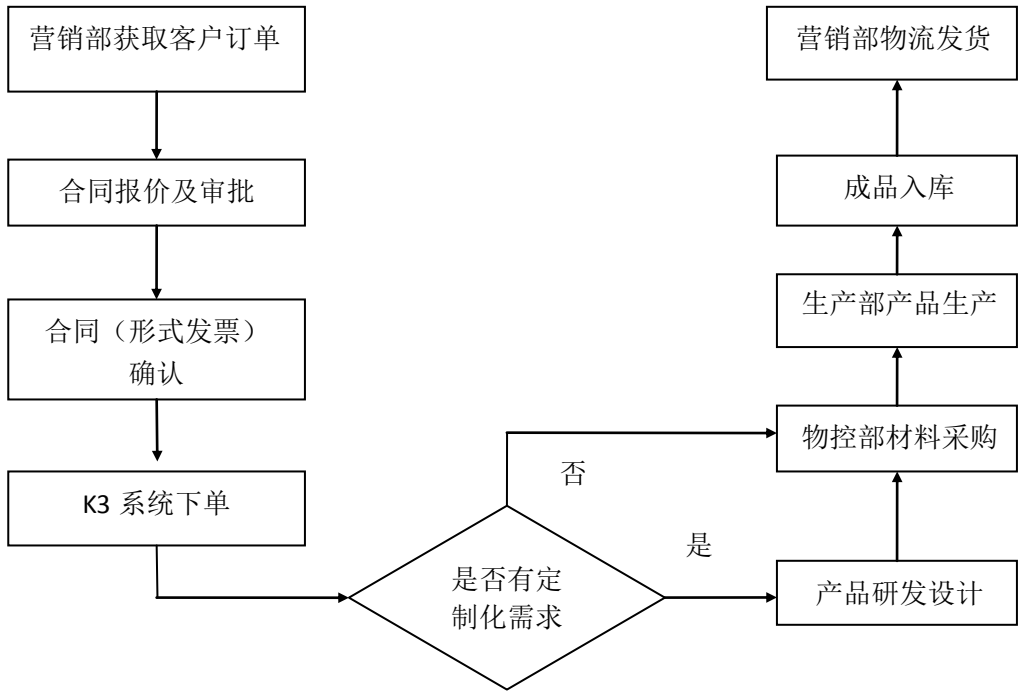 营销部获取客户订单
合同报价及审批
合同（形式发票）
确认
K3 系统下单
是否有定
制化需求
否
是
产品研发设计
物控部材料采购
生产部产品生产
成品入库
营销部物流发货